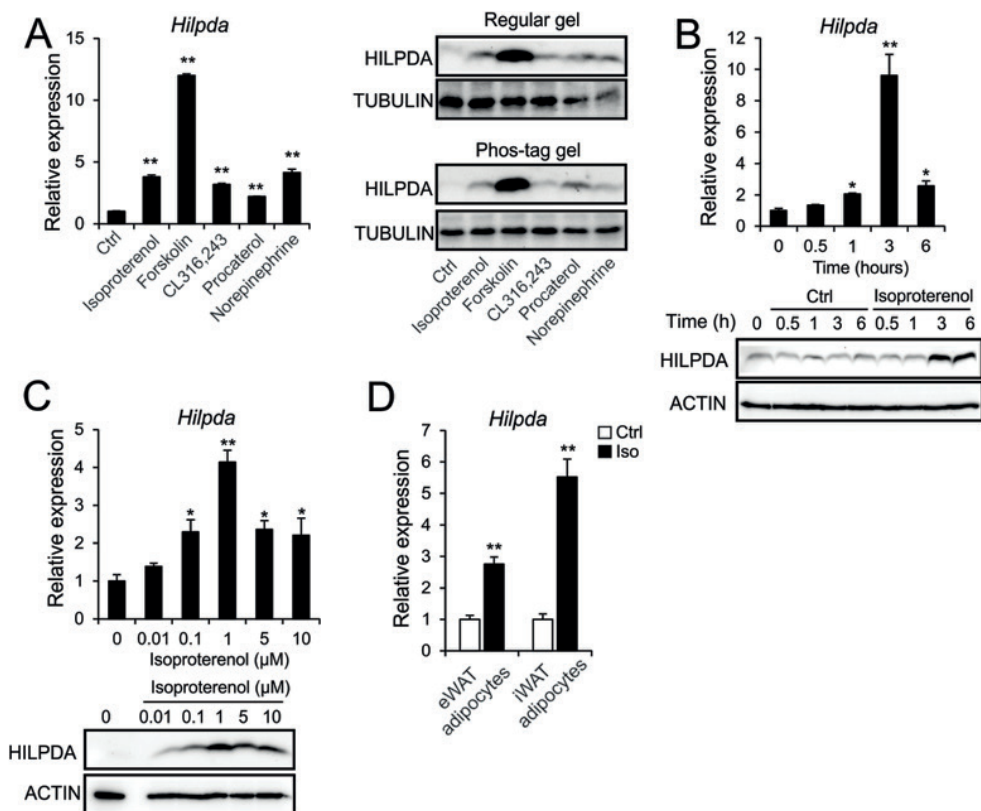 A
Hilpda
Relative expression
15
10
5
0
**
**
**
**
**
Ctrl
Isoproterenol
Forskolin
CL316,243
Procaterol
Norepinephrine
Regular gel
HILPDA
TUBULIN
Phos-tag gel
HILPDA
TUBULIN
Ctrl
Isoproterenol
Forskolin
CL316,243
Procaterol
Norepinephrine
B
Hilpda
Relative expression
12
10
8
6
4
2
0
*
**
*
0 0.5 1 3 6
Time (hours)
Ctrl Isoproterenol
Time (h) 0 0.5 1 3 6 0.5 1 3 6
HILPDA
ACTIN
C
Hilpda
Relative expression
5
4
3
2
1
0
*
**
*
*
0 0.01 0.1 1 5 10
Isoproterenol (µM)
Isoproterenol (µM)
0 0.01 0.1 1 5 10
HILPDA
ACTIN
D
Hilpda
Ctrl
Iso
Relative expression
7
6
5
4
3
2
1
0
**
**
eWAT
adipocytes
iWAT
adipocytes